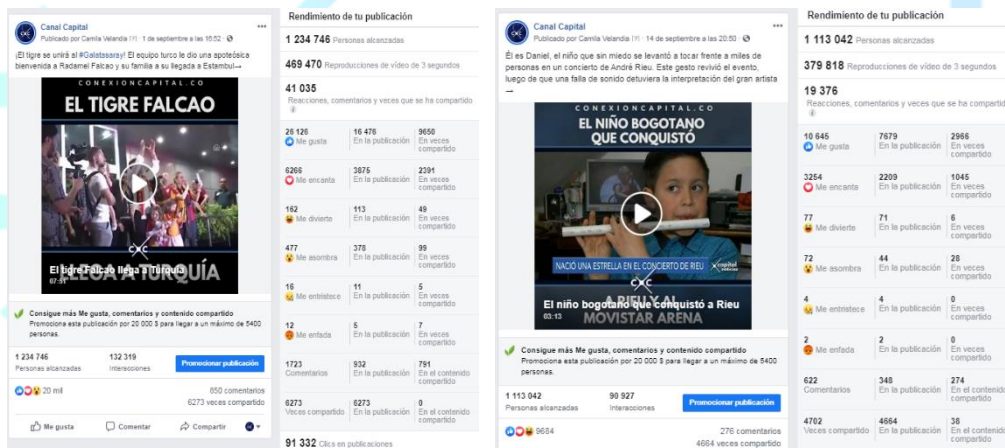 Canal Capital
Publicado por Camila Velandia [?] · 1 de septiembre a las 16:52 ·
¡El tigre se unirá al #Galatasaray! El equipo turco le dio una apoteósica
bienvenida a Radamel Falcao y su familia a su llegada a Estambul→
CONEXIONCAPITAL.CO
EL TIGRE FALCAO
CXC
LLEGA A TURQUÍA
El tigre Falcao llega a Turquía
07:51
Consigue más Me gusta, comentarios y contenido compartido
Promociona esta publicación por 20 000 $ para llegar a un máximo de 5400
personas.
1 234 746
Personas alcanzadas
132 319
Interacciones
Promocionar publicación
20 mil
850 comentarios
6273 veces compartido
Me gusta
Comentar
Compartir
Rendimiento de tu publicación
1 234 746 Personas alcanzadas
469 470 Reproducciones de vídeo de 3 segundos
41 035
Reacciones, comentarios y veces que se ha compartido
26 126 16 476 9650
Me gusta En la publicación En veces
compartido
6266 3875 2391
Me encanta En la publicación En veces
compartido
162 113 49
Me divierte En la publicación En veces
compartido
477 378 99
Me asombra En la publicación En veces
compartido
16 11 5
Me entristece En la publicación En veces
compartido
12 5 7
Me enfada En la publicación En veces
compartido
1723 932 791
Comentarios En la publicación En el contenido
compartido
6273 6273 0
Veces compartido En la publicación En el contenido
compartido
91 332 Clics en publicaciones
Canal Capital
Publicado por Camila Velandia [?] · 14 de septiembre a las 20:50 ·
Él es Daniel, el niño que sin miedo se levantó a tocar frente a miles de
personas en un concierto de André Rieu. Este gesto revivió el evento,
luego de que una falla de sonido detuviera la interpretación del gran artista
→
CONEXIONCAPITAL.CO
EL NIÑO BOGOTANO
QUE CONQUISTÓ
NACIÓ UNA ESTRELLA EN EL CONCIERTO DE RIEU
capital
noticias
CXC
A RIEU Y AL
MOVISTAR ARENA
El niño bogotano que conquistó a Rieu
03:13
Consigue más Me gusta, comentarios y contenido compartido
Promociona esta publicación por 20 000 $ para llegar a un máximo de 5400
personas.
1 113 042
Personas alcanzadas
90 927
Interacciones
Promocionar publicación
9684
276 comentarios
4664 veces compartido
Rendimiento de tu publicación
1 113 042 Personas alcanzadas
379 818 Reproducciones de vídeo de 3 segundos
19 376
Reacciones, comentarios y veces que se ha compartid
10 645 7679 2966
Me gusta En la publicación En veces
compartido
3254 2209 1045
Me encanta En la publicación En veces
compartido
77 71 6
Me divierte En la publicación En veces
compartido
72 44 28
Me asombra En la publicación En veces
compartido
4 4 0
Me entristece En la publicación En veces
compartido
2 2 0
Me enfada En la publicación En veces
compartido
622 348 274
Comentarios En la publicación En el contenido
compartido
4702 4664 38
Veces compartido En la publicación En el contenido
compartido